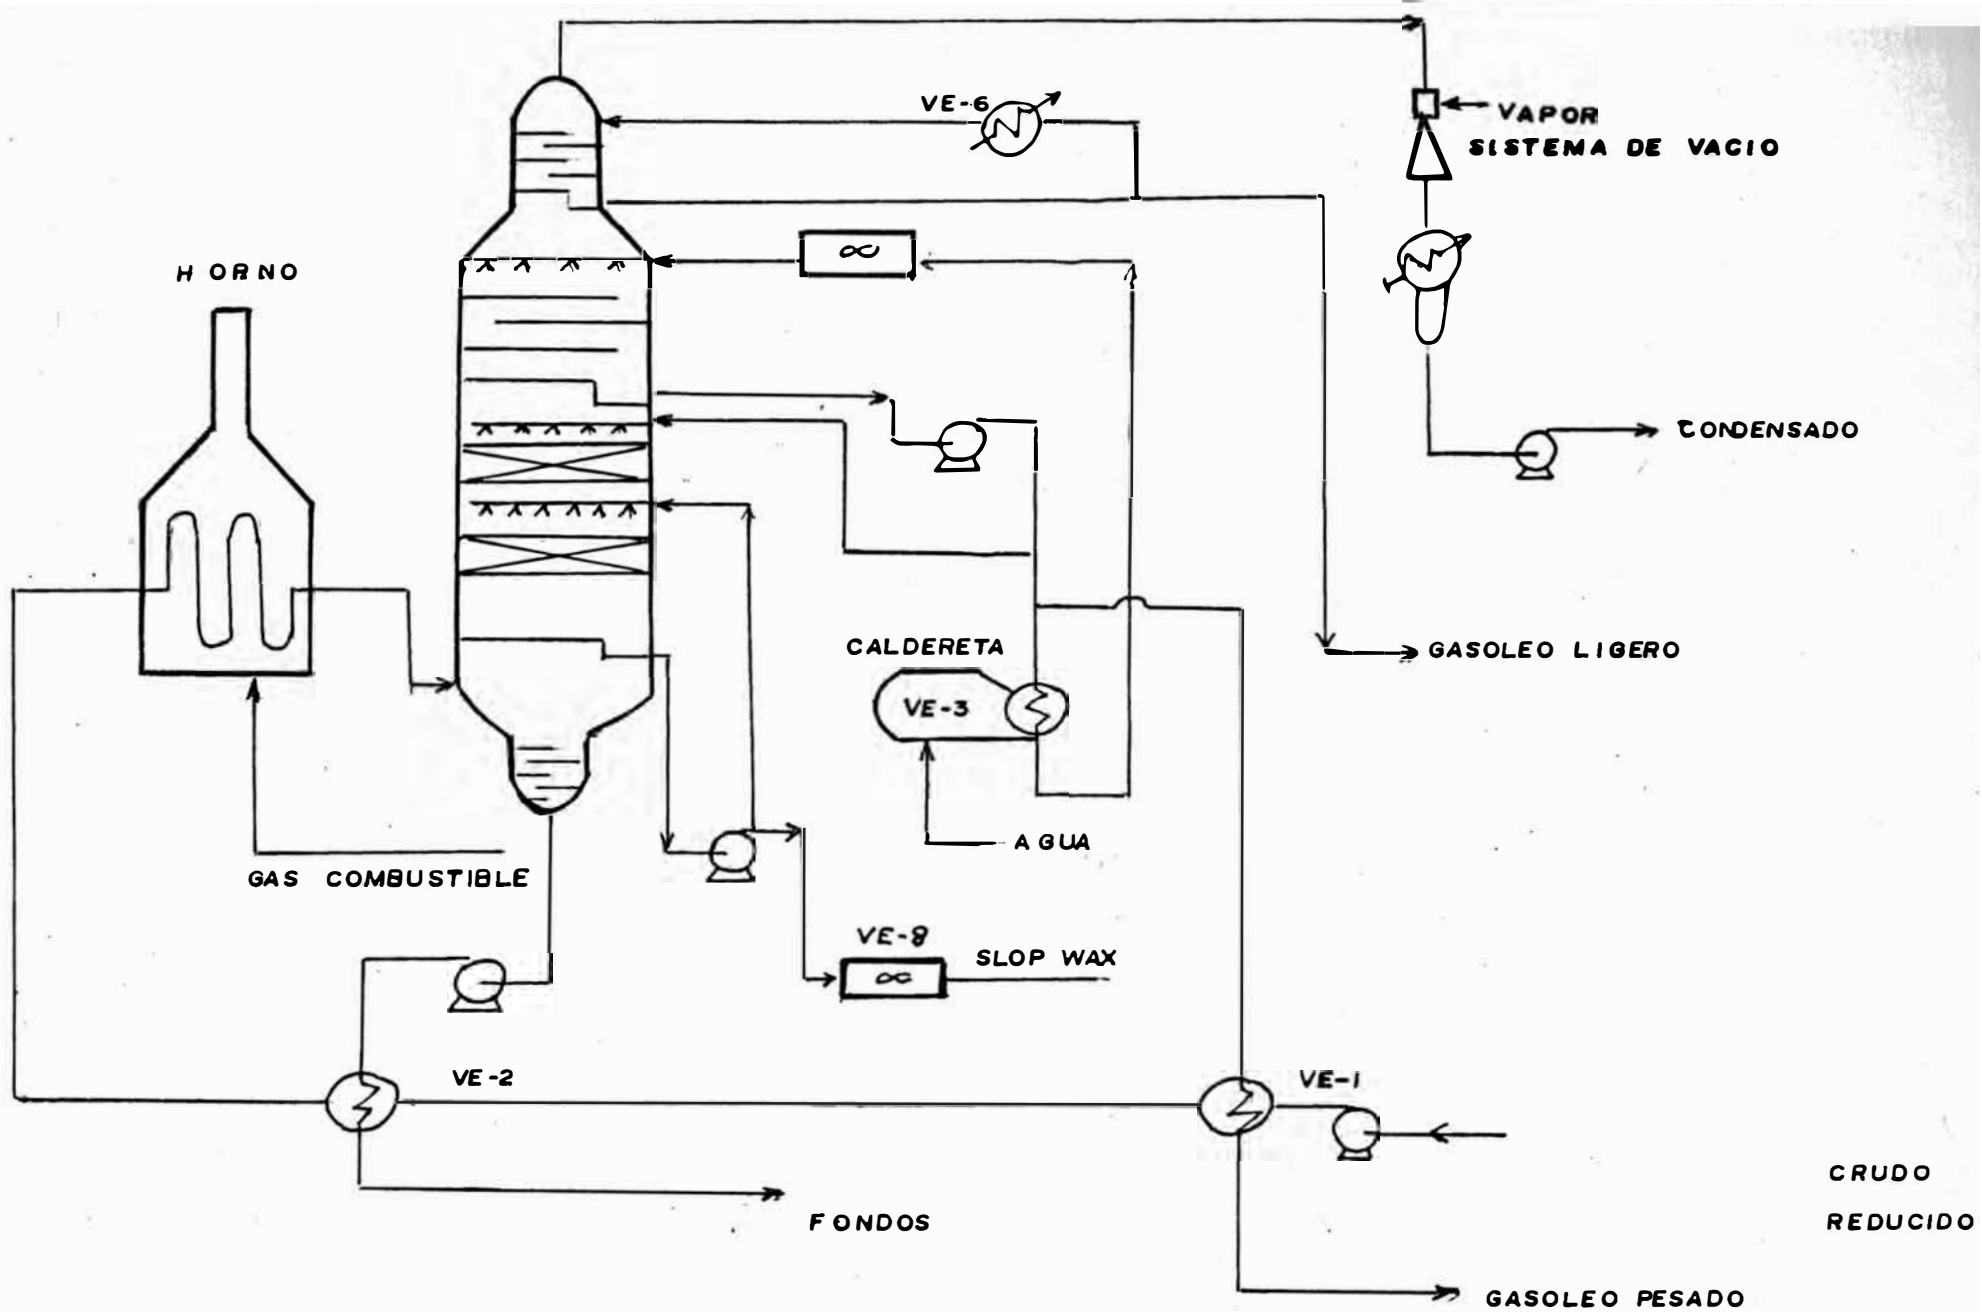 VE-6
VAPOR
SISTEMA DE VACIO
HORNO
CONDENSADO
CALDERETA
GASOLEO LIGERO
VE-3
AGUA
GAS COMBUSTIBLE
VE-8
SLOP WAX
VE-2
VE-1
CRUDO
REDUCIDO
FONDOS
GASOLEO PESADO